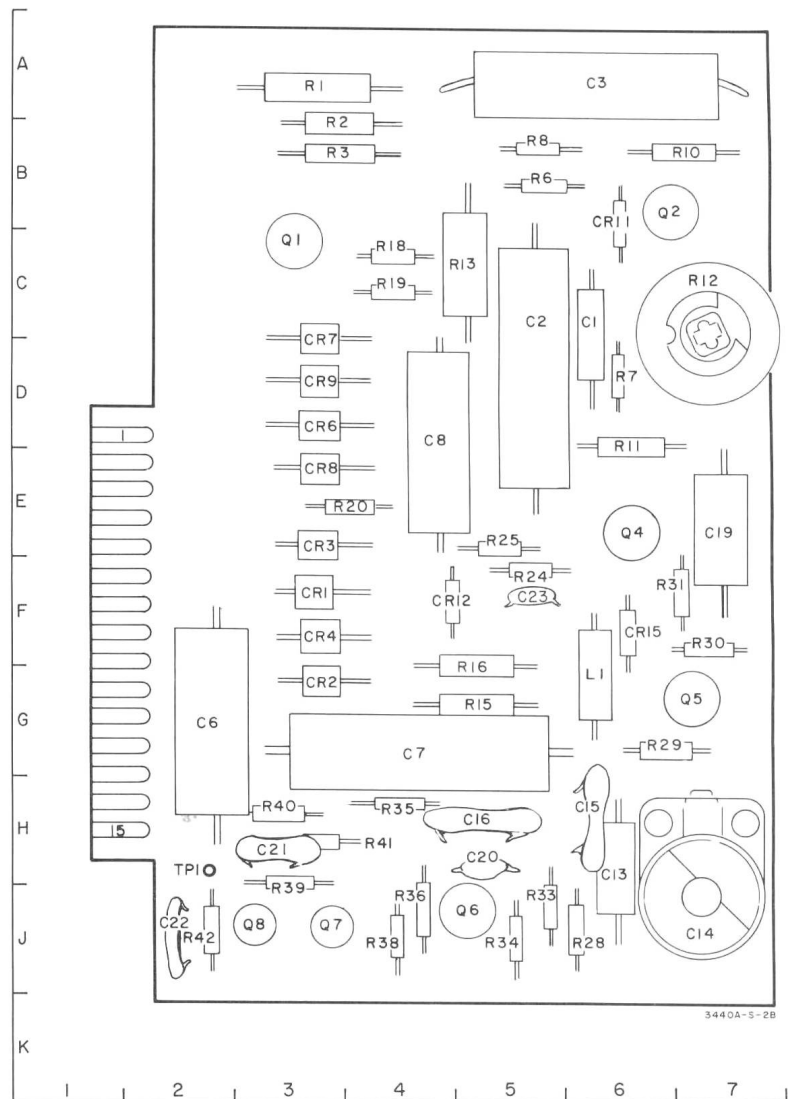 A
R1
C3
R2
R3
R8
R10
B
R6
CR11
Q2
Q1
R18
R13
C
R19
C2
C1
R12
CR7
R7
D
CR9
CR6
C8
R11
1
CR8
E
R20
Q4
C19
CR3
R25
R24
R31
F
CR1
CR12
C23
CR15
CR4
R30
R16
CR2
L1
Q5
G
C6
R15
C7
R29
R40
R35
C15
H
15
C16
C21
R41
TP1
C20
C13
R39
R36
R33
C22
R42
Q8
Q7
Q6
J
R38
R34
R28
C14
3440A-S-2B
K
1 2 3 4 5 6 7